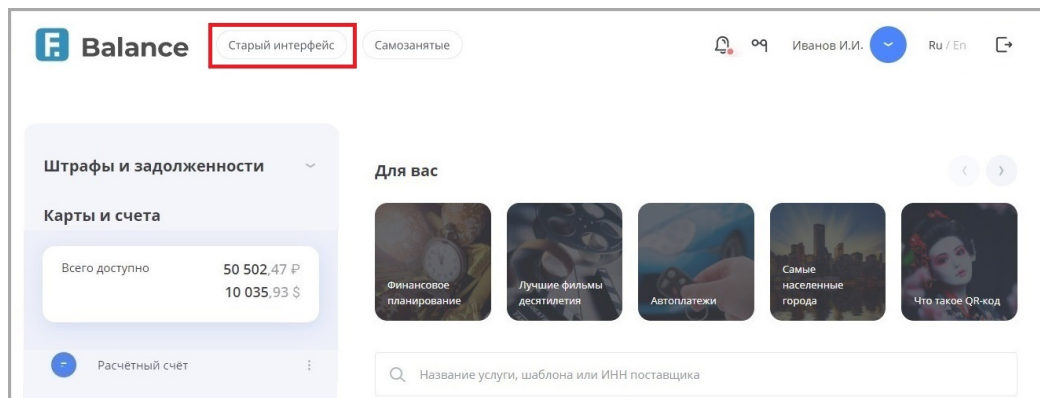 F. Balance
Старый интерфейс
Самозанятые
Иванов И.И.
Ru / En
Штрафы и задолженности
Карты и счета
Всего доступно
50 502,47 ₽
10 035,93 $
Расчётный счёт
Для вас
Финансовое
планирование
Лучшие фильмы
десятилетия
Автоплатежи
Самые
населенные
города
Что такое QR-код
Название услуги, шаблона или ИНН поставщика